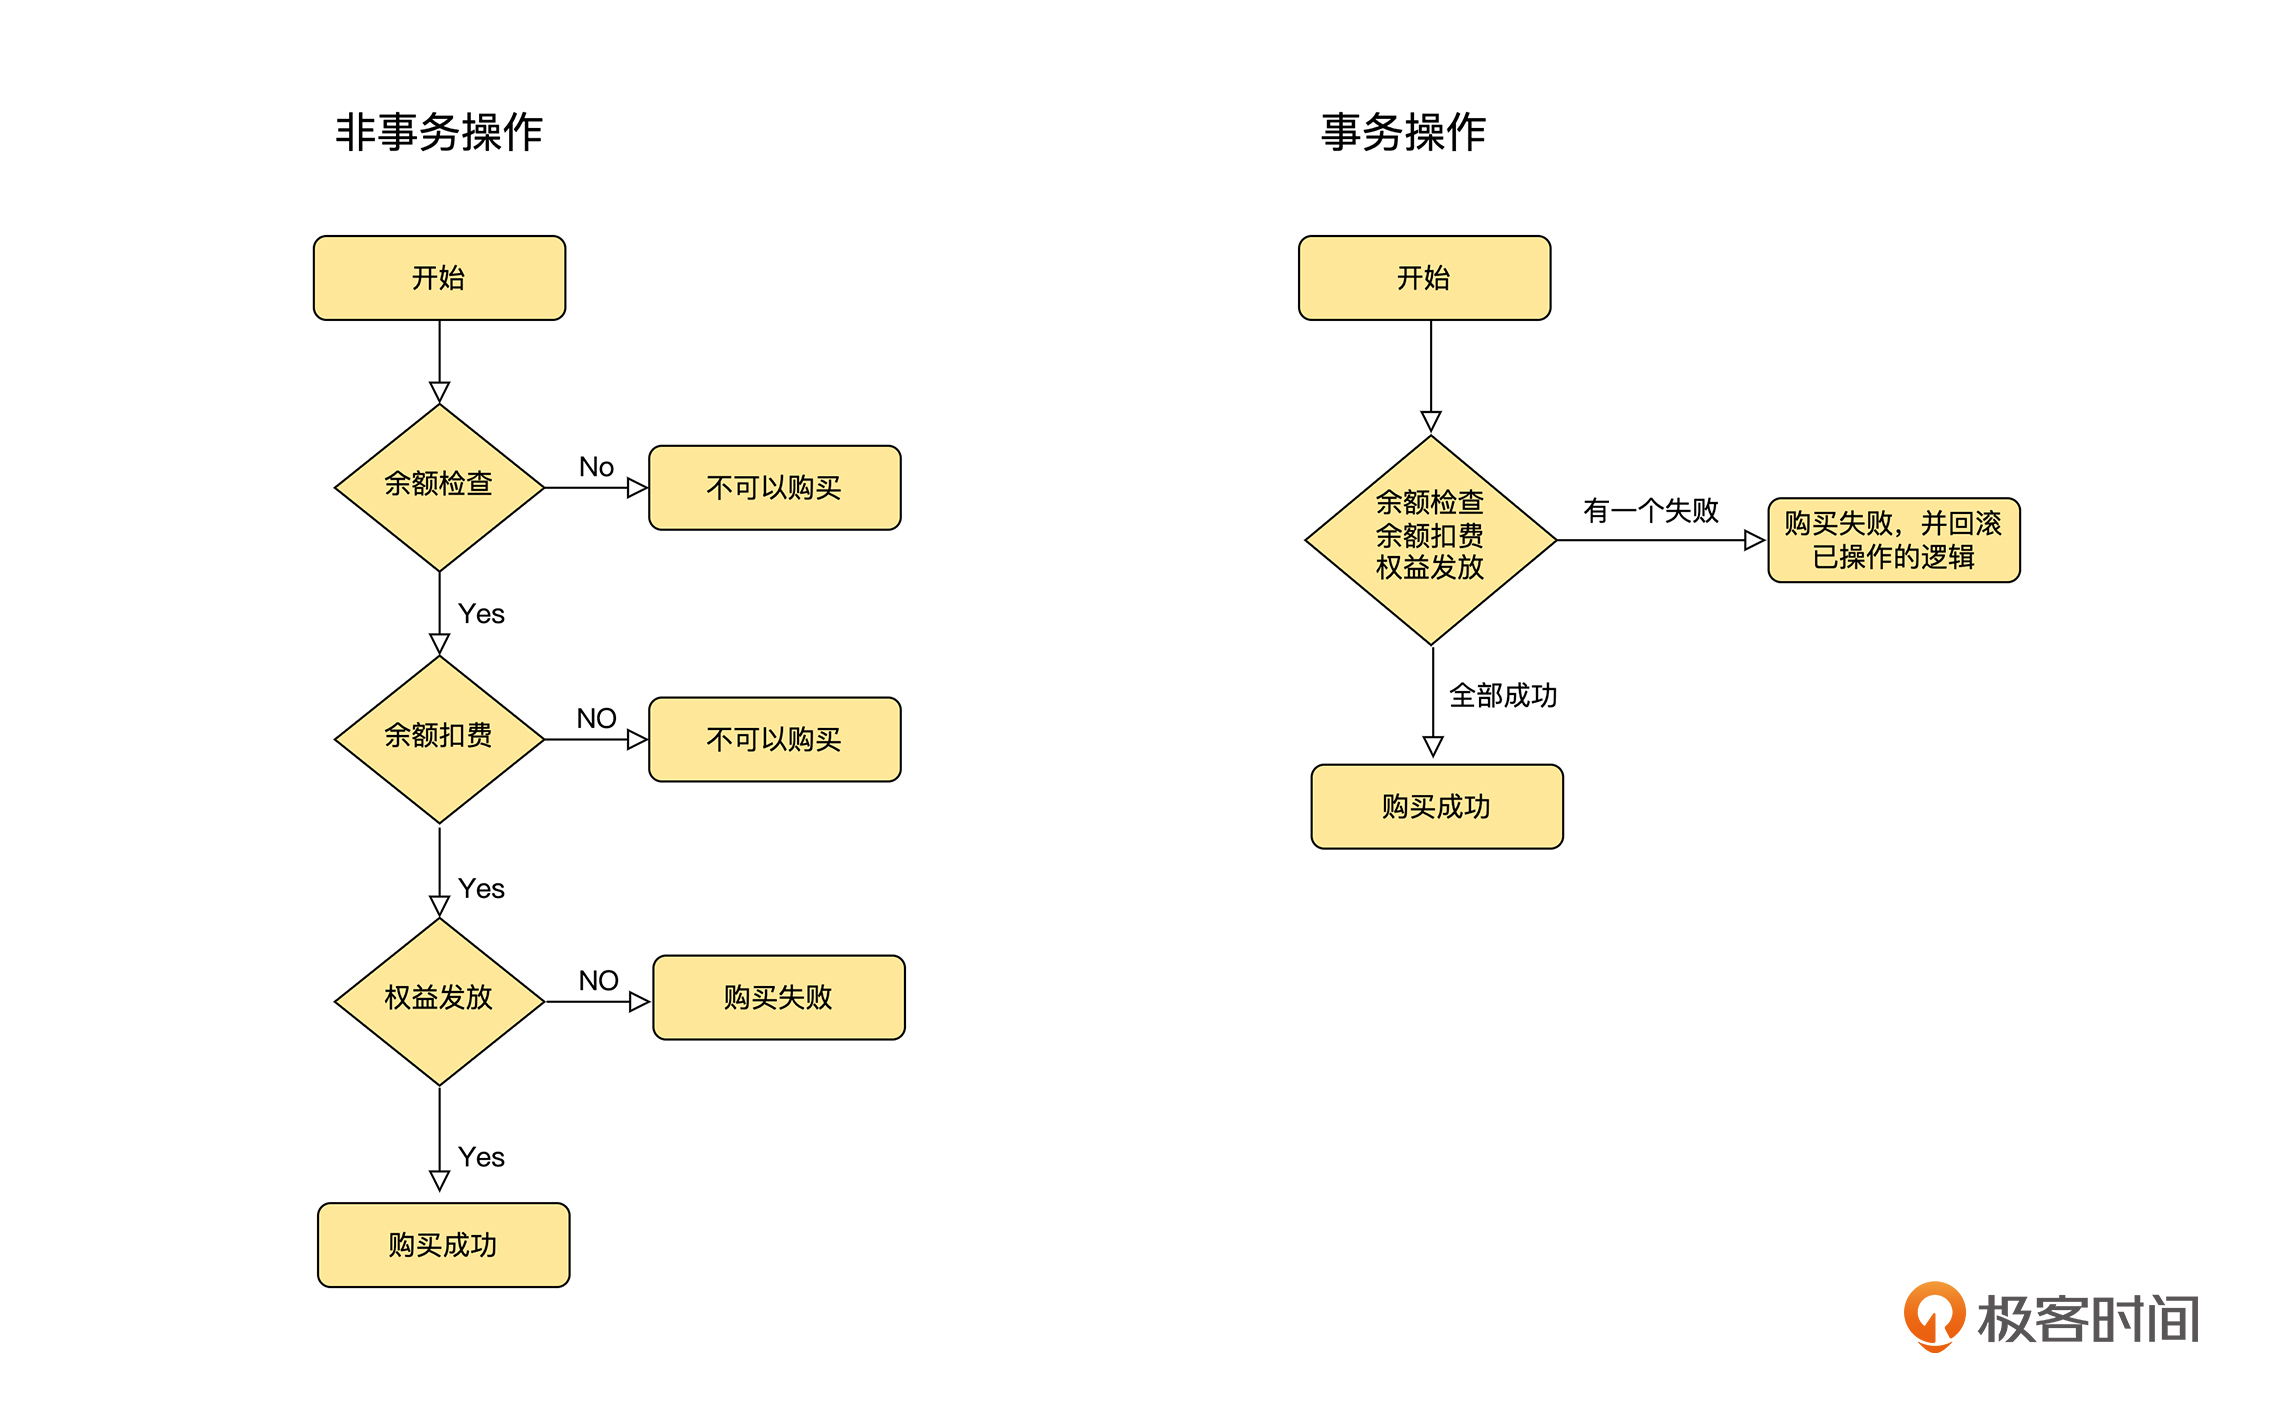 非事务操作
开始
余额检查
No
不可以购买
Yes
余额扣费
NO
不可以购买
Yes
权益发放
NO
购买失败
Yes
购买成功
事务操作
开始
余额检查
余额扣费
权益发放
有一个失败
购买失败，并回滚
已操作的逻辑
全部成功
购买成功
极客时间